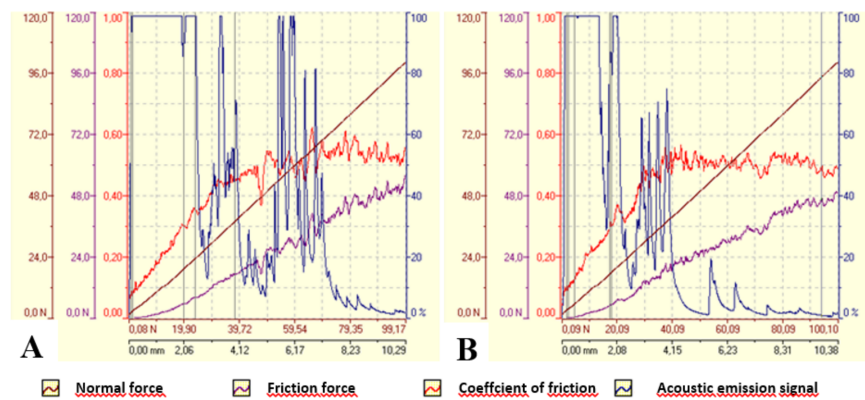 120,0 120,0 1,00 100
96,0 96,0 0,80 80
72,0 72,0 0,60 60
48,0 48,0 0,40 40
24,0 24,0 0,20 20
0,0 N 0,0 N 0,00 0 %
0,08 N 19,90 39,72 59,54 79,35 99,17
0,00 mm 2,06 4,12 6,17 8,23 10,29
A
120,0 120,0 1,00 100
96,0 96,0 0,80 80
72,0 72,0 0,60 60
48,0 48,0 0,40 40
24,0 24,0 0,20 20
0,0 N 0,0 N 0,00 0 %
0,09 N 20,09 40,09 60,09 80,09 100,10
0,00 mm 2,08 4,15 6,23 8,31 10,38
B
Normal force Friction force Coeffcient of friction Acoustic emission signal